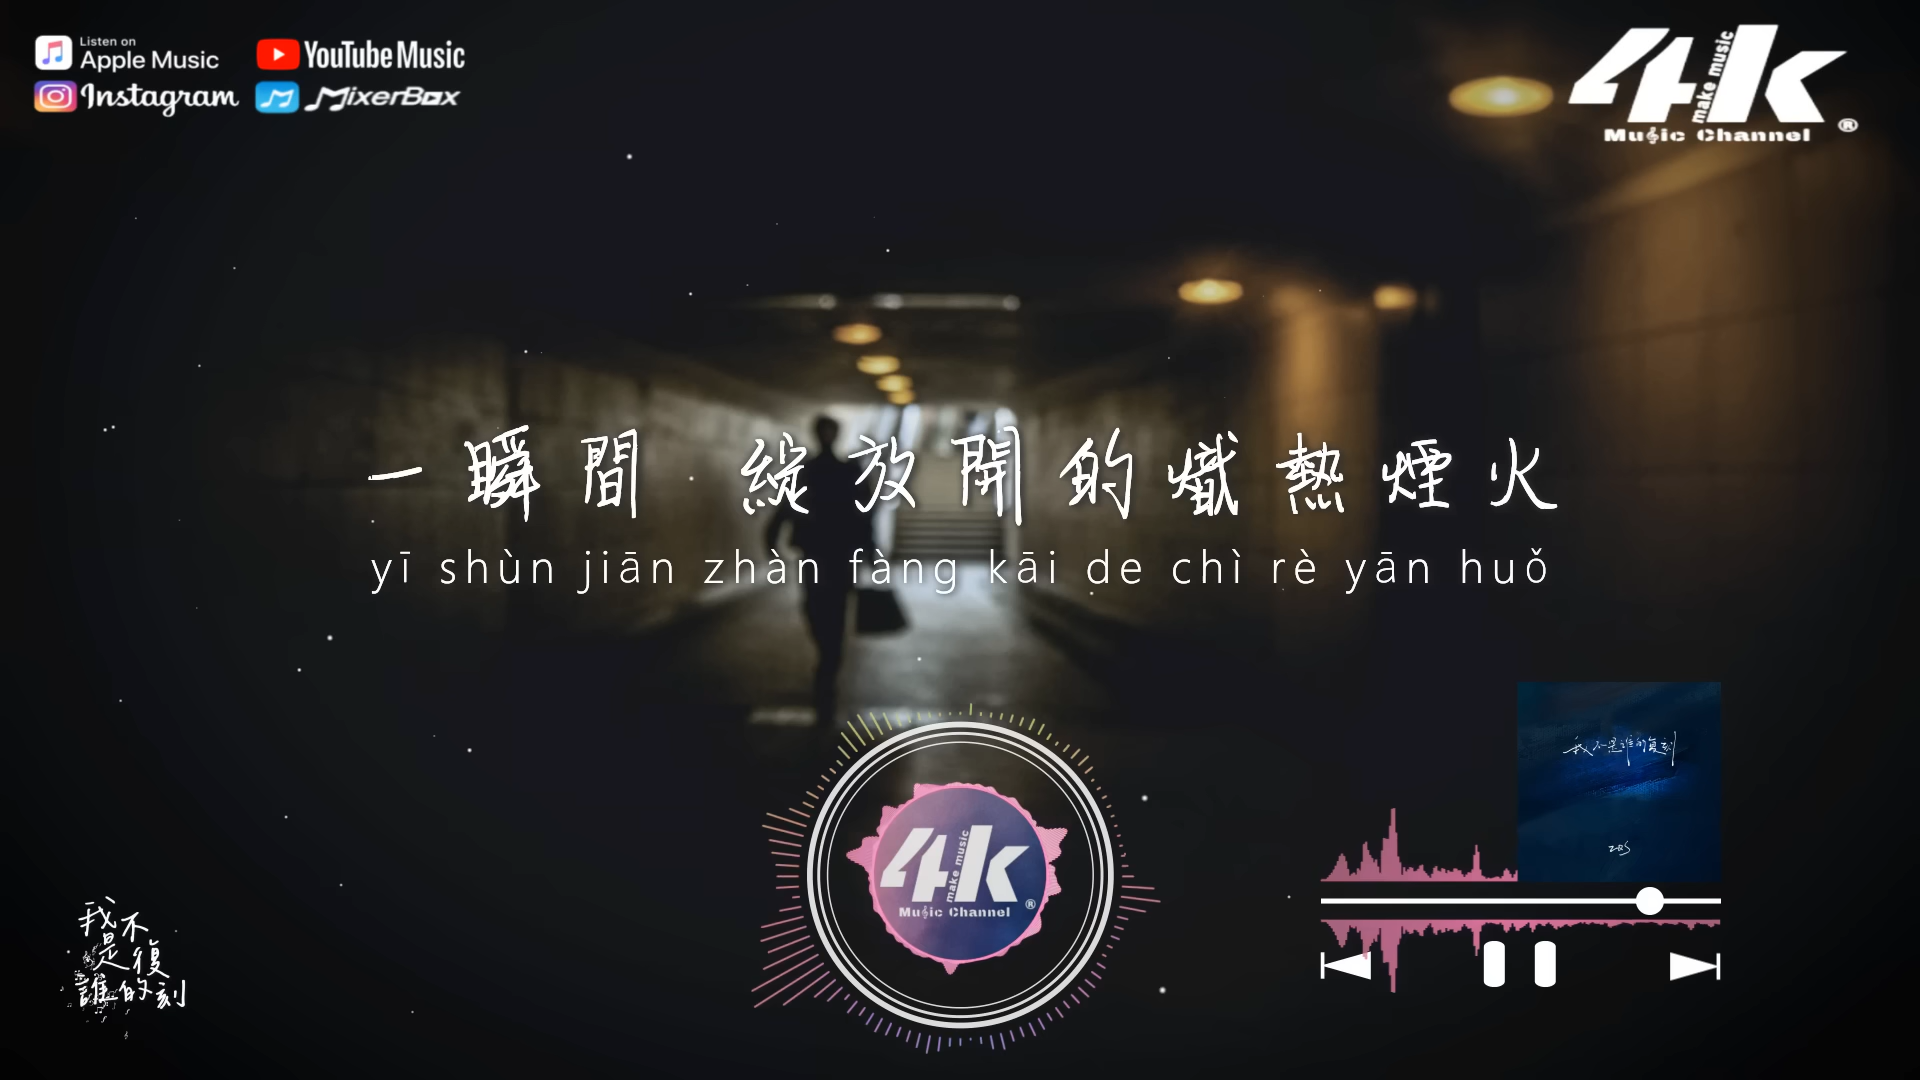 Listen on
Apple Music
YouTube Music
Instagram
MixerBox
4k
make music
Music Channel ®
一瞬間 綻放開的熾熱煙火
yī shùn jiān zhàn fàng kāi de chì rè yān huǒ
我不是誰的复刻
4k
make music
Music Channel ®
我不
是復
誰的刻